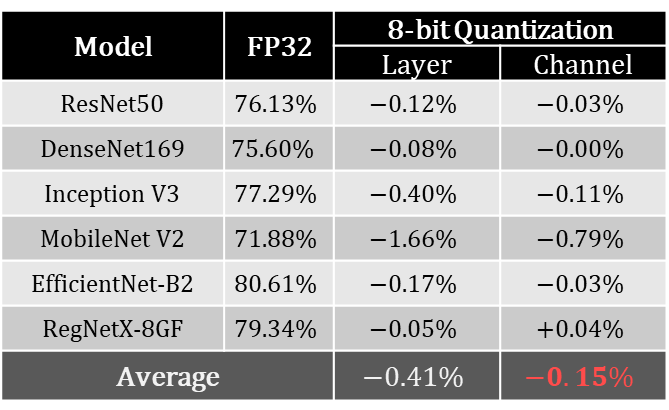 Model FP32 8-bit Quantization
Layer Channel
ResNet50 76.13% −0.12% −0.03%
DenseNet169 75.60% −0.08% −0.00%
Inception V3 77.29% −0.40% −0.11%
MobileNet V2 71.88% −1.66% −0.79%
EfficientNet-B2 80.61% −0.17% −0.03%
RegNetX-8GF 79.34% −0.05% +0.04%
Average −0.41% −0.15%